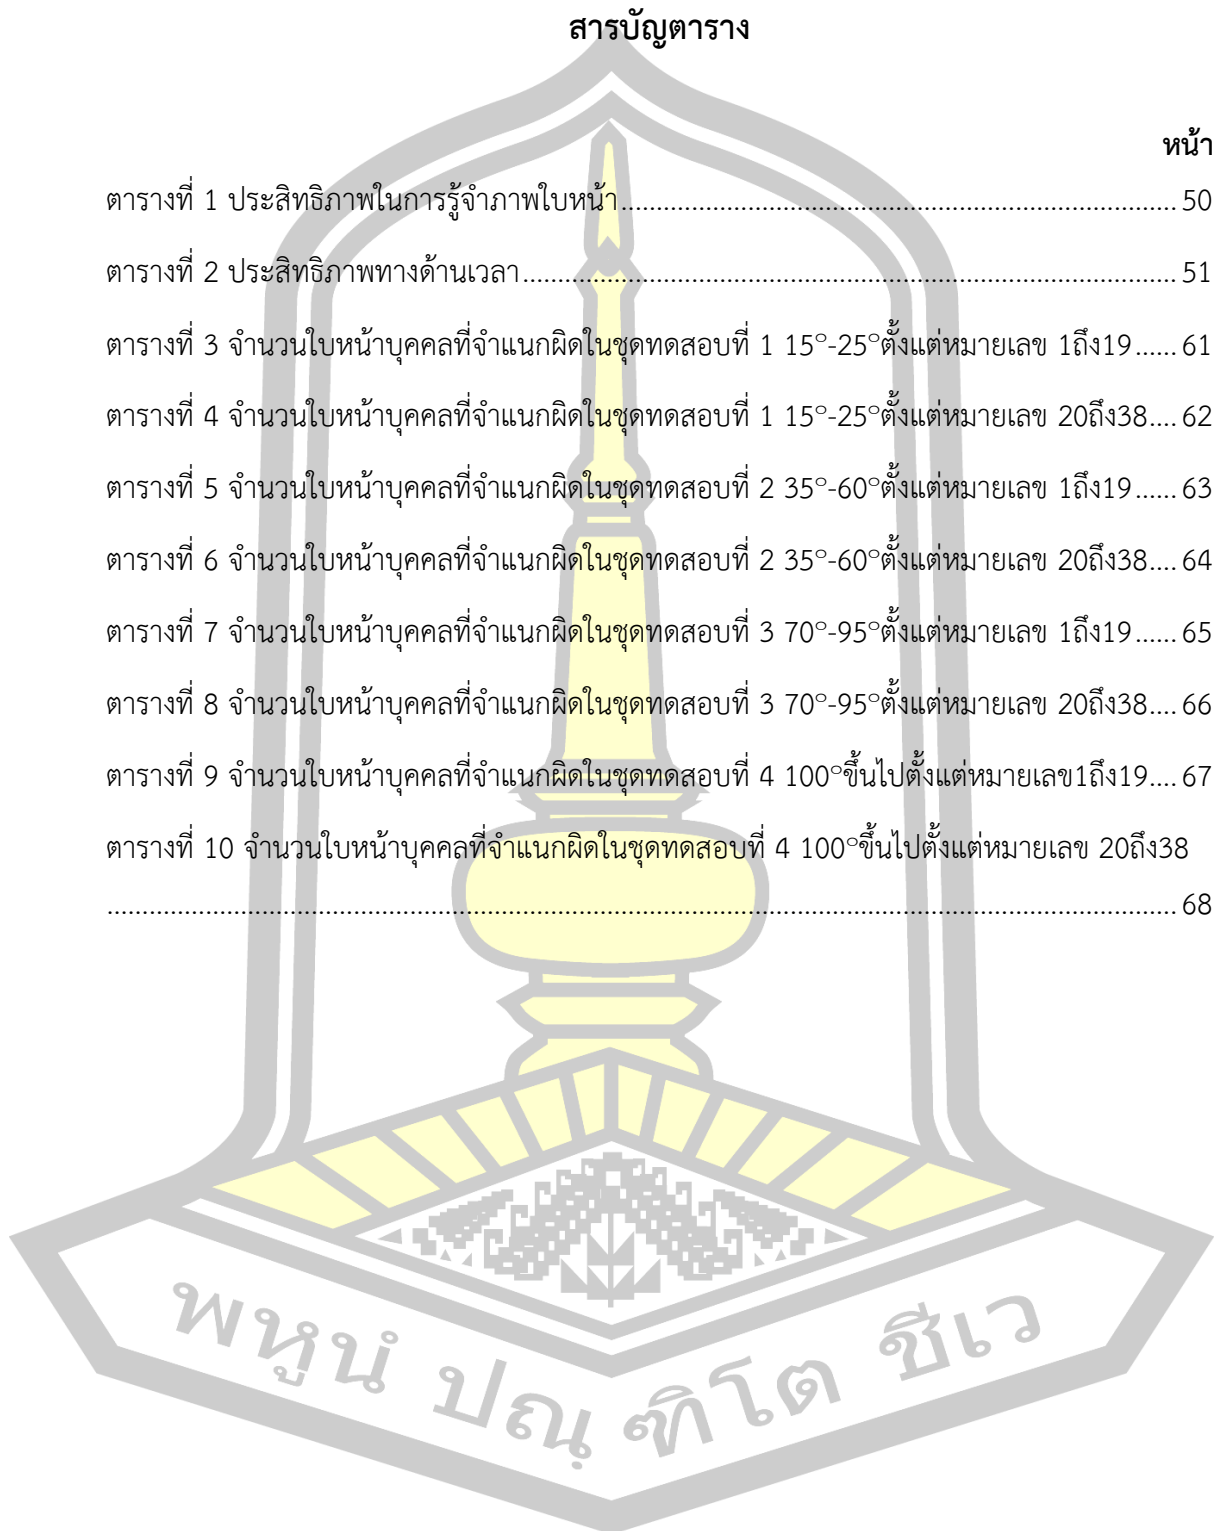 สารบัญตาราง
หน้า
ตารางที่ 1 ประสิทธิภาพในการรู้จำภาพใบหน้า............................................................................... 50
ตารางที่ 2 ประสิทธิภาพทางด้านเวลา............................................................................................. 51
ตารางที่ 3 จำนวนใบหน้าบุคคลที่จำแนกผิดในชุดทดสอบที่ 1 15°-25°ตั้งแต่หมายเลข 1ถึง19...... 61
ตารางที่ 4 จำนวนใบหน้าบุคคลที่จำแนกผิดในชุดทดสอบที่ 1 15°-25°ตั้งแต่หมายเลข 20ถึง38.... 62
ตารางที่ 5 จำนวนใบหน้าบุคคลที่จำแนกผิดในชุดทดสอบที่ 2 35°-60°ตั้งแต่หมายเลข 1ถึง19...... 63
ตารางที่ 6 จำนวนใบหน้าบุคคลที่จำแนกผิดในชุดทดสอบที่ 2 35°-60°ตั้งแต่หมายเลข 20ถึง38.... 64
ตารางที่ 7 จำนวนใบหน้าบุคคลที่จำแนกผิดในชุดทดสอบที่ 3 70°-95°ตั้งแต่หมายเลข 1ถึง19...... 65
ตารางที่ 8 จำนวนใบหน้าบุคคลที่จำแนกผิดในชุดทดสอบที่ 3 70°-95°ตั้งแต่หมายเลข 20ถึง38.... 66
ตารางที่ 9 จำนวนใบหน้าบุคคลที่จำแนกผิดในชุดทดสอบที่ 4 100°ขึ้นไปตั้งแต่หมายเลข1ถึง19.... 67
ตารางที่ 10 จำนวนใบหน้าบุคคลที่จำแนกผิดในชุดทดสอบที่ 4 100°ขึ้นไปตั้งแต่หมายเลข 20ถึง38
......................................................................................................................................................... 68
พหูนํ ปณฺ ฑิโต ชีเว